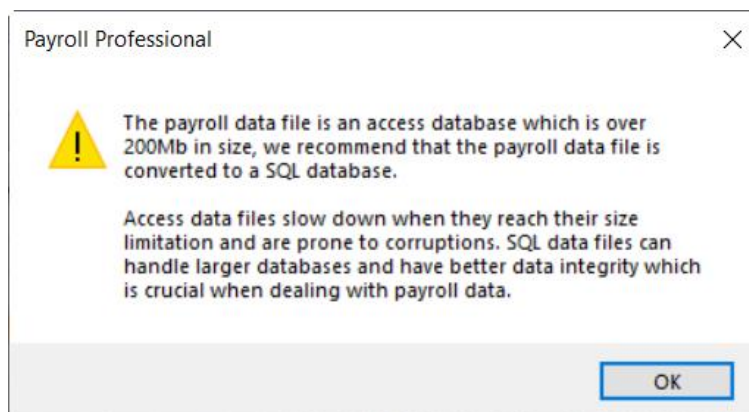 Payroll Professional
The payroll data file is an access database which is over
200Mb in size, we recommend that the payroll data file is
converted to a SQL database.
Access data files slow down when they reach their size
limitation and are prone to corruptions. SQL data files can
handle larger databases and have better data integrity which
is crucial when dealing with payroll data.
OK